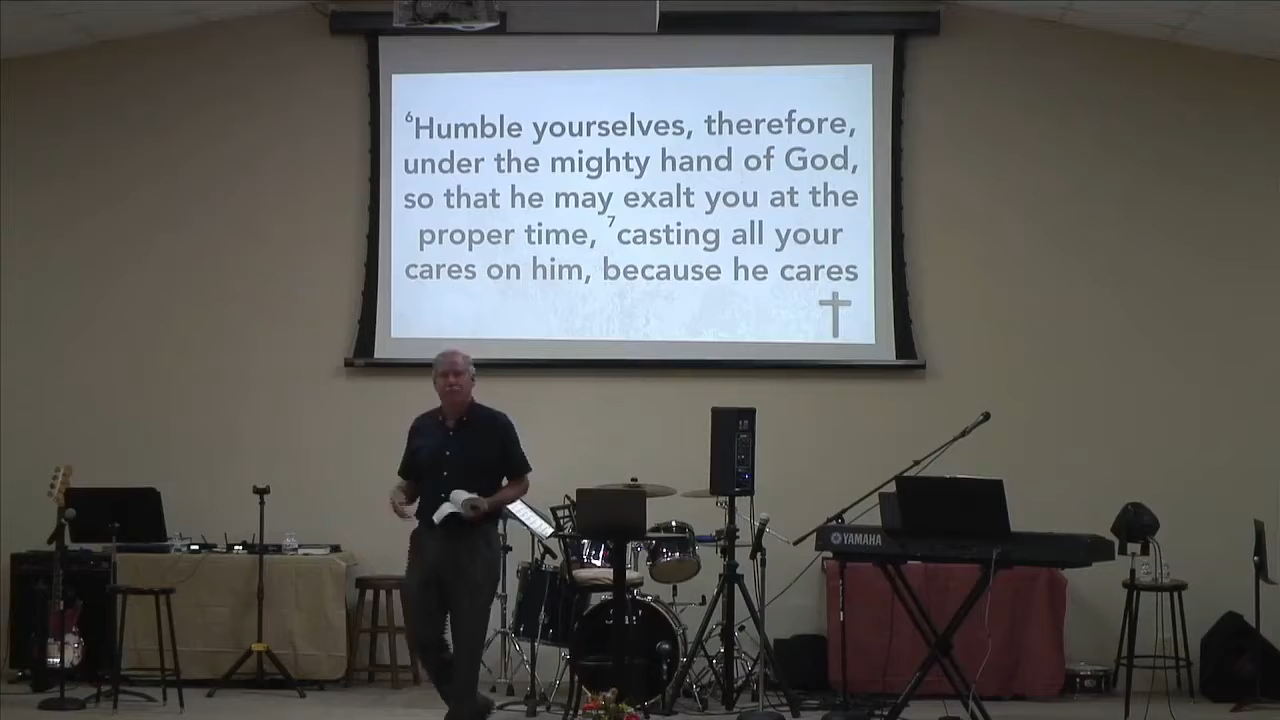 ⁶Humble yourselves, therefore,
under the mighty hand of God,
so that he may exalt you at the
proper time, ⁷casting all your
cares on him, because he cares
YAMAHA